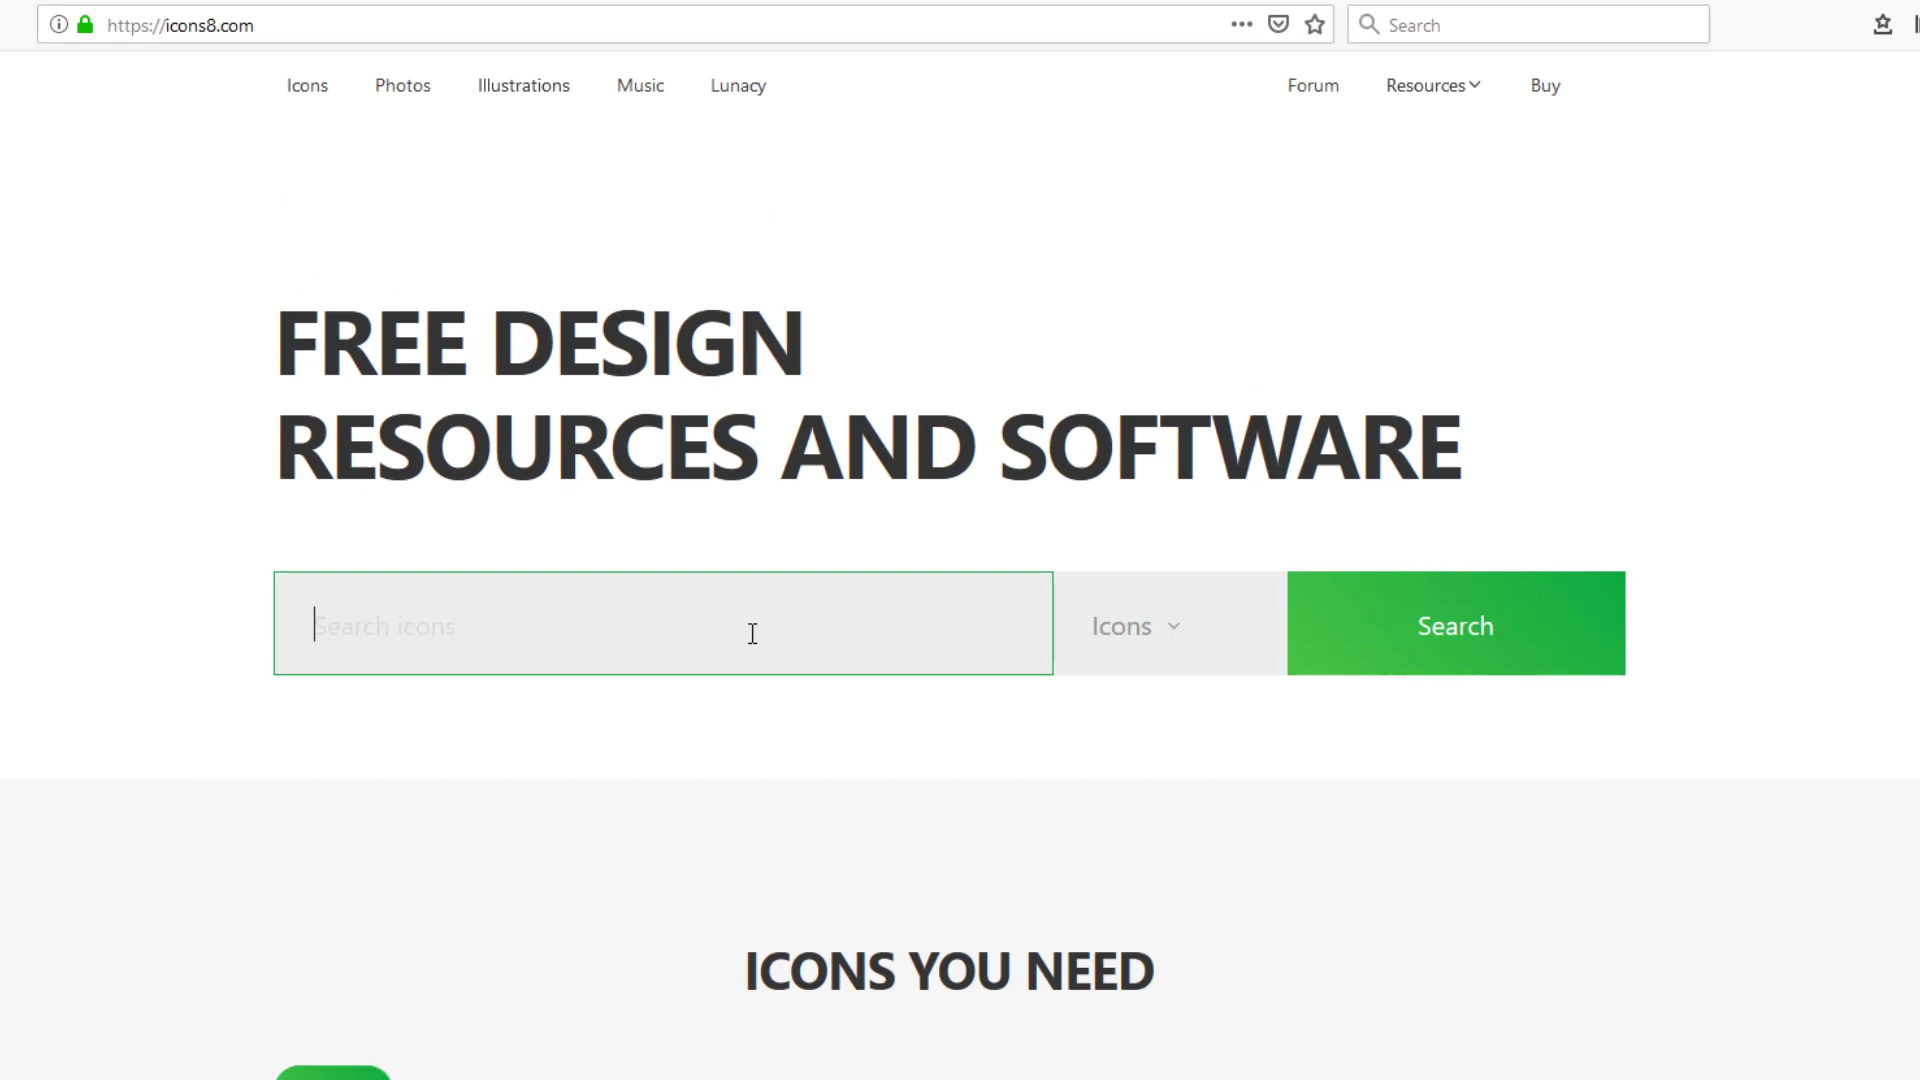 https://icons8.com
Search
Icons Photos Illustrations Music Lunacy Forum Resources Buy
FREE DESIGN
RESOURCES AND SOFTWARE
Search icons Icons Search
ICONS YOU NEED